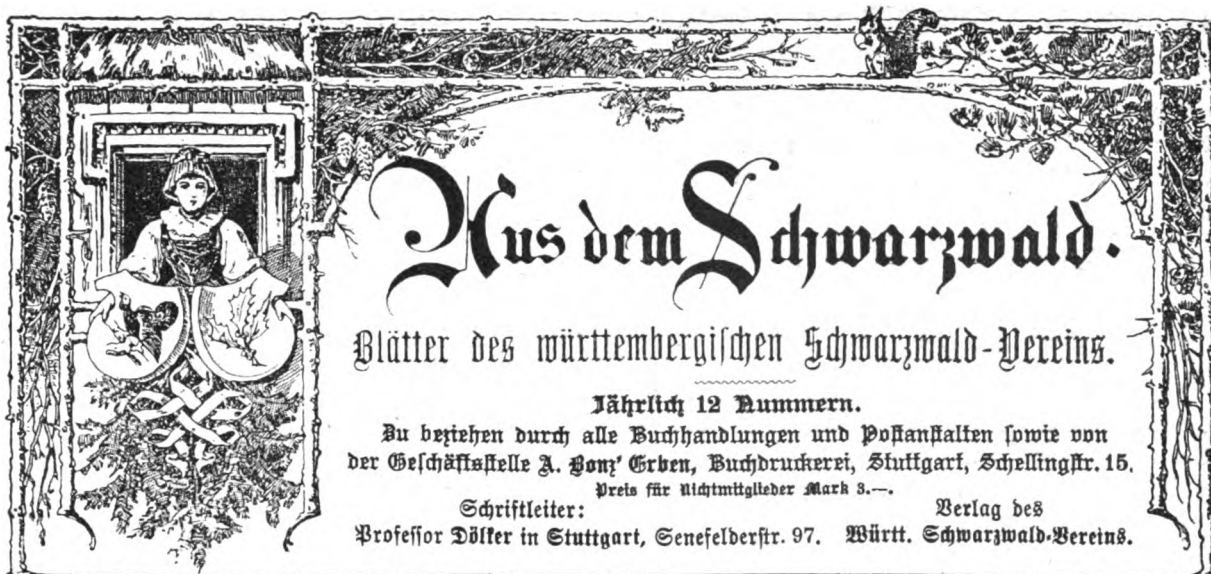 Aus dem Schwarzwald.
Blätter des württembergischen Schwarzwald-Vereins.
Jährlich 12 Nummern.
Zu beziehen durch alle Buchhandlungen und Postanstalten sowie von
der Geschäftsstelle A. Bonz' Erben, Buchdruckerei, Stuttgart, Schellingstr. 15.
Preis für Nichtmitglieder Mark 3.—.
Schriftleiter:
Professor Dölker in Stuttgart, Senefelderstr. 97.
Verlag des
Württ. Schwarzwald-Vereins.